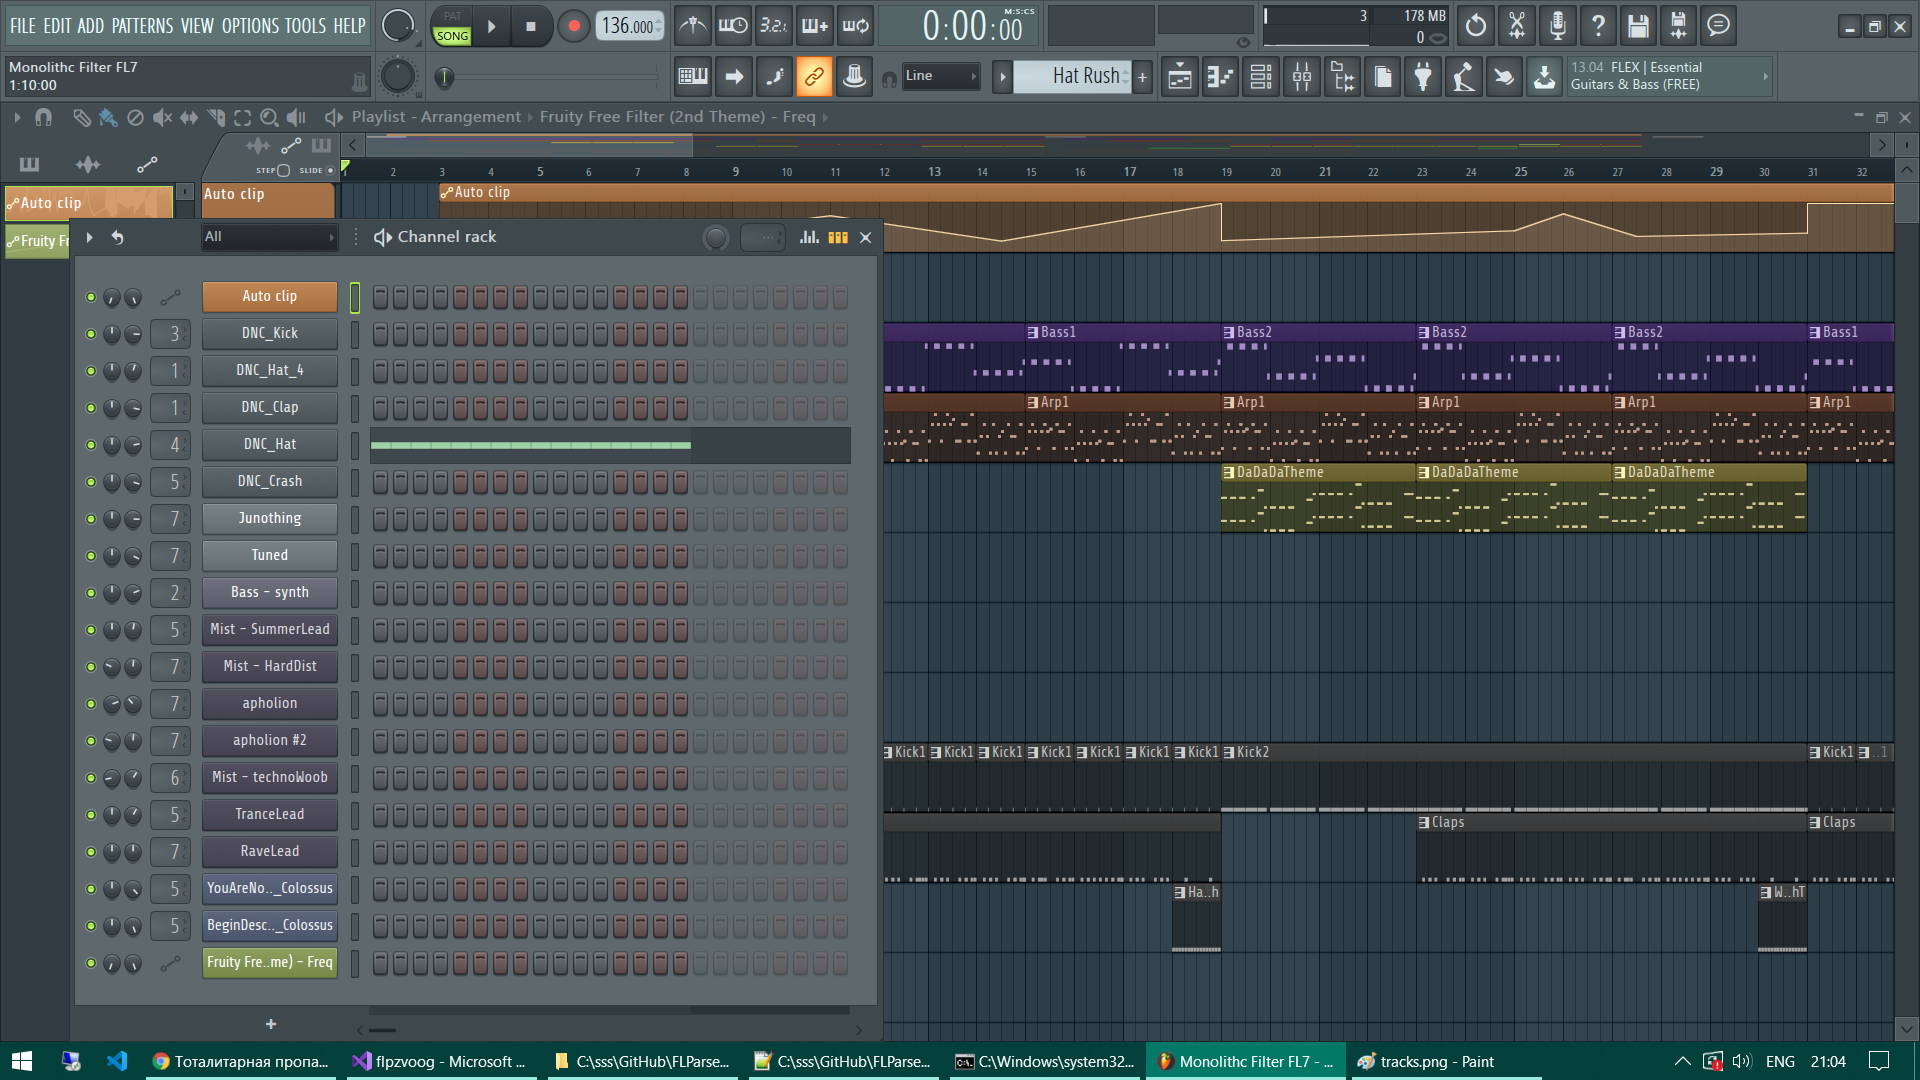 FILE EDIT ADD PATTERNS VIEW OPTIONS TOOLS HELP
PAT
SONG
136.000
3.2.
0:00:00
M:S:CS
3
178 MB
0
Monolithc Filter FL7
1:10:00
Line
Hat Rush
13.04 FLEX | Essential
Guitars & Bass (FREE)
Playlist - Arrangement
Fruity Free Filter (2nd Theme) - Freq
STEP
SLIDE
1 2 3 4 5 6 7 8 9 10 11 12 13 14 15 16 17 18 19 20 21 22 23 24 25 26 27 28 29 30 31 32
Auto clip
Auto clip
Auto clip
Fruity Fr
All
Channel rack
Auto clip
3 DNC_Kick
1 DNC_Hat_4
1 DNC_Clap
4 DNC_Hat
5 DNC_Crash
7 Junothing
7 Tuned
2 Bass - synth
5 Mist - SummerLead
7 Mist - HardDist
7 apholion
7 apholion #2
6 Mist - technoWoob
5 TranceLead
7 RaveLead
5 YouAreNo.._Colossus
5 BeginDesc.._Colossus
Fruity Fre..me) - Freq
+
Bass1 Bass2 Bass2 Bass2 Bass1
Arp1 Arp1 Arp1 Arp1 Arp1
DaDaDaTheme DaDaDaTheme DaDaDaTheme
Kick1 Kick1 Kick1 Kick1 Kick1 Kick1 Kick1 Kick2 Kick1 ..1
Claps Claps
Ha..h W..hT
Тоталитарная пропа...
flpzvoog - Microsoft ...
C:\sss\GitHub\FLParse...
C:\sss\GitHub\FLParse...
C:\Windows\system32...
Monolithc Filter FL7 - ...
tracks.png - Paint
ENG
21:04